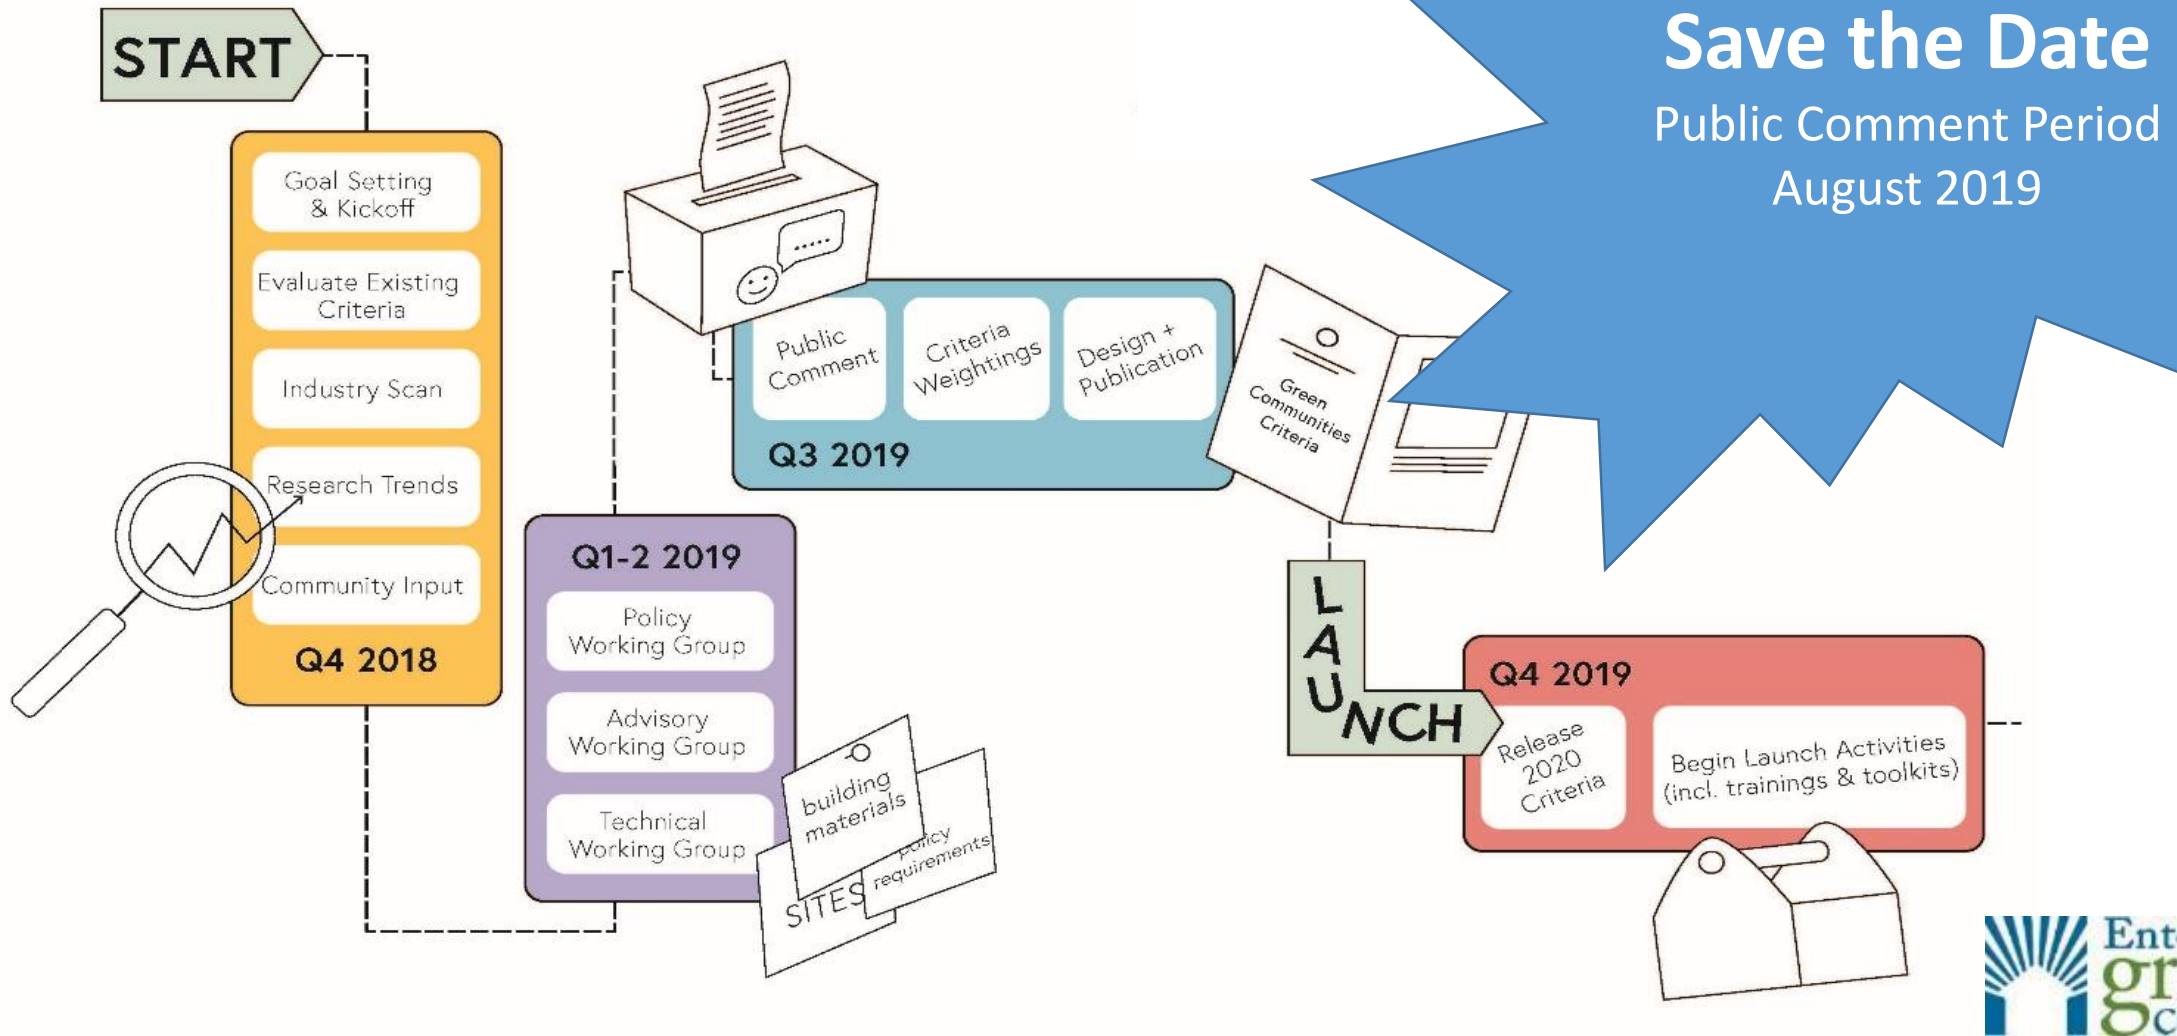 START
Save the Date
Public Comment Period
August 2019
Goal Setting
& Kickoff
Evaluate Existing
Criteria
Industry Scan
Research Trends
Community Input
Q4 2018
Q1-2 2019
Policy
Working Group
Advisory
Working Group
Technical
Working Group
building
materials
policy
requirements
SITES
Public
Comment
Criteria
Weightings
Design +
Publication
Q3 2019
Green
Communities
Criteria
LAUNCH
Q4 2019
Release
2020
Criteria
Begin Launch Activities
(incl. trainings & toolkits)